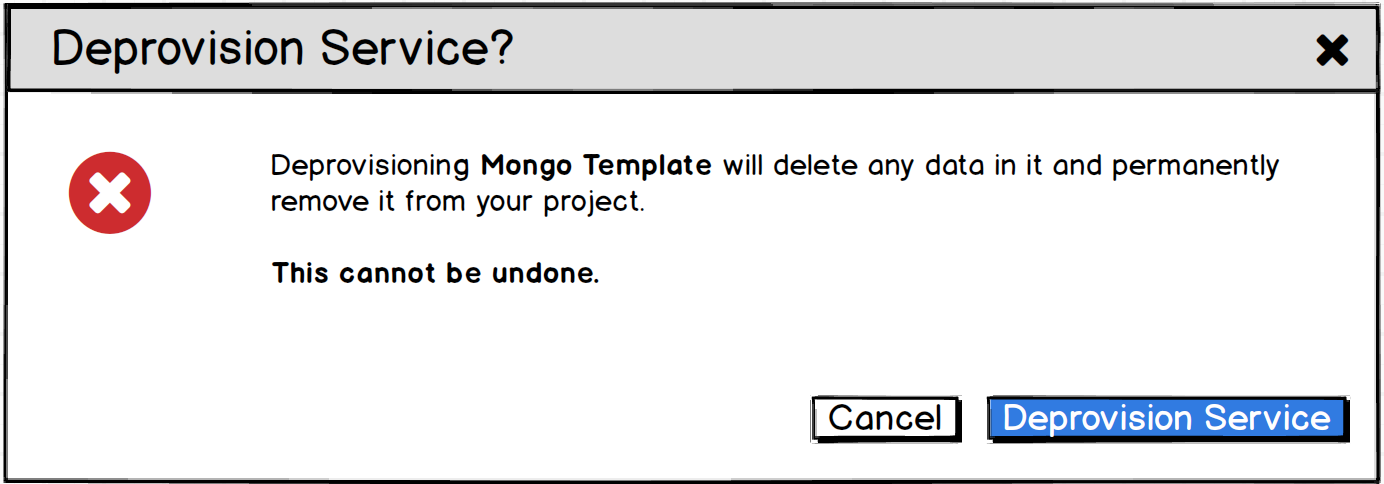 Deprovision Service?
Deprovisioning Mongo Template will delete any data in it and permanently
remove it from your project.
This cannot be undone.
Cancel
Deprovision Service